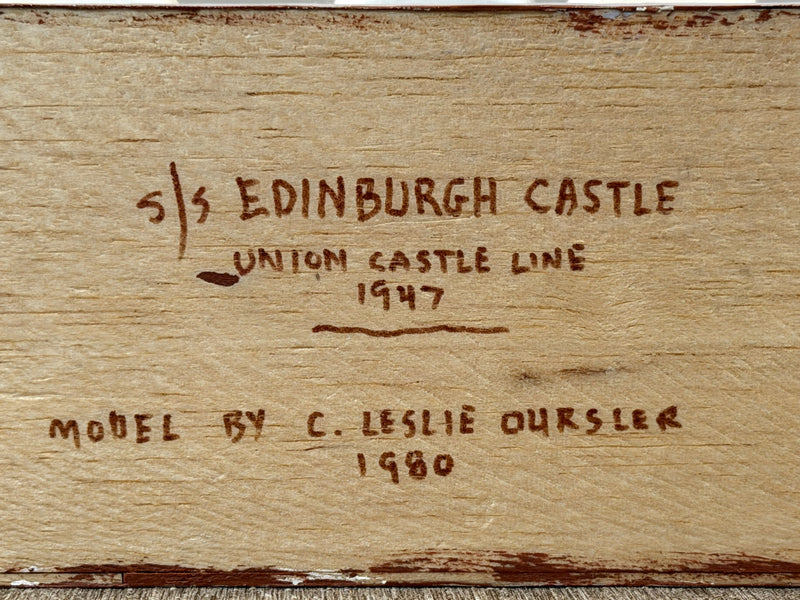 S/S EDINBURGH CASTLE
UNION CASTLE LINE
1947
MODEL BY C. LESLIE OURSLER
1980